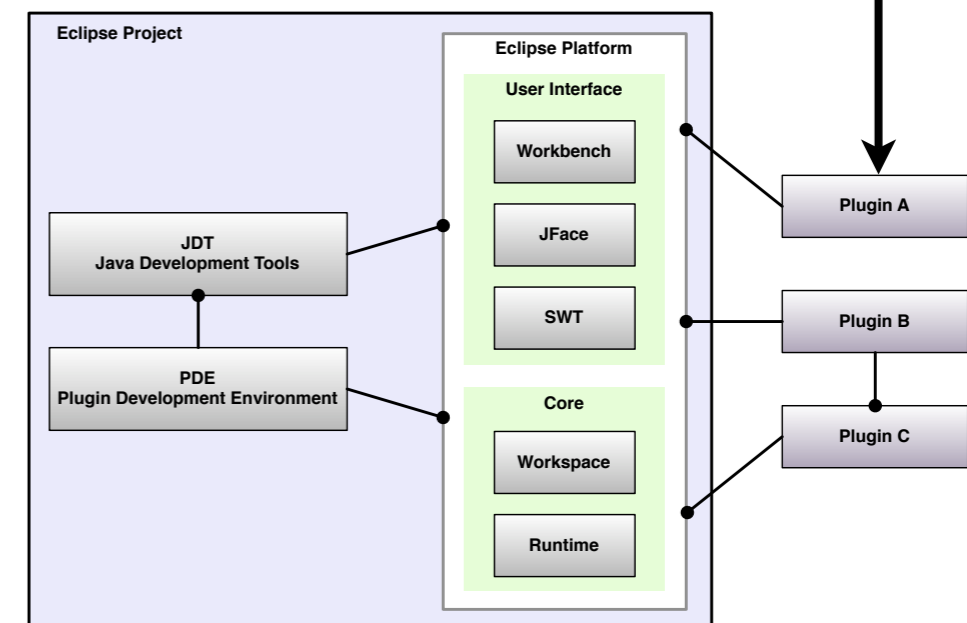 Eclipse Project
Eclipse Platform
User Interface
Workbench
JFace
SWT
Core
Workspace
Runtime
JDT
Java Development Tools
PDE
Plugin Development Environment
Plugin A
Plugin B
Plugin C